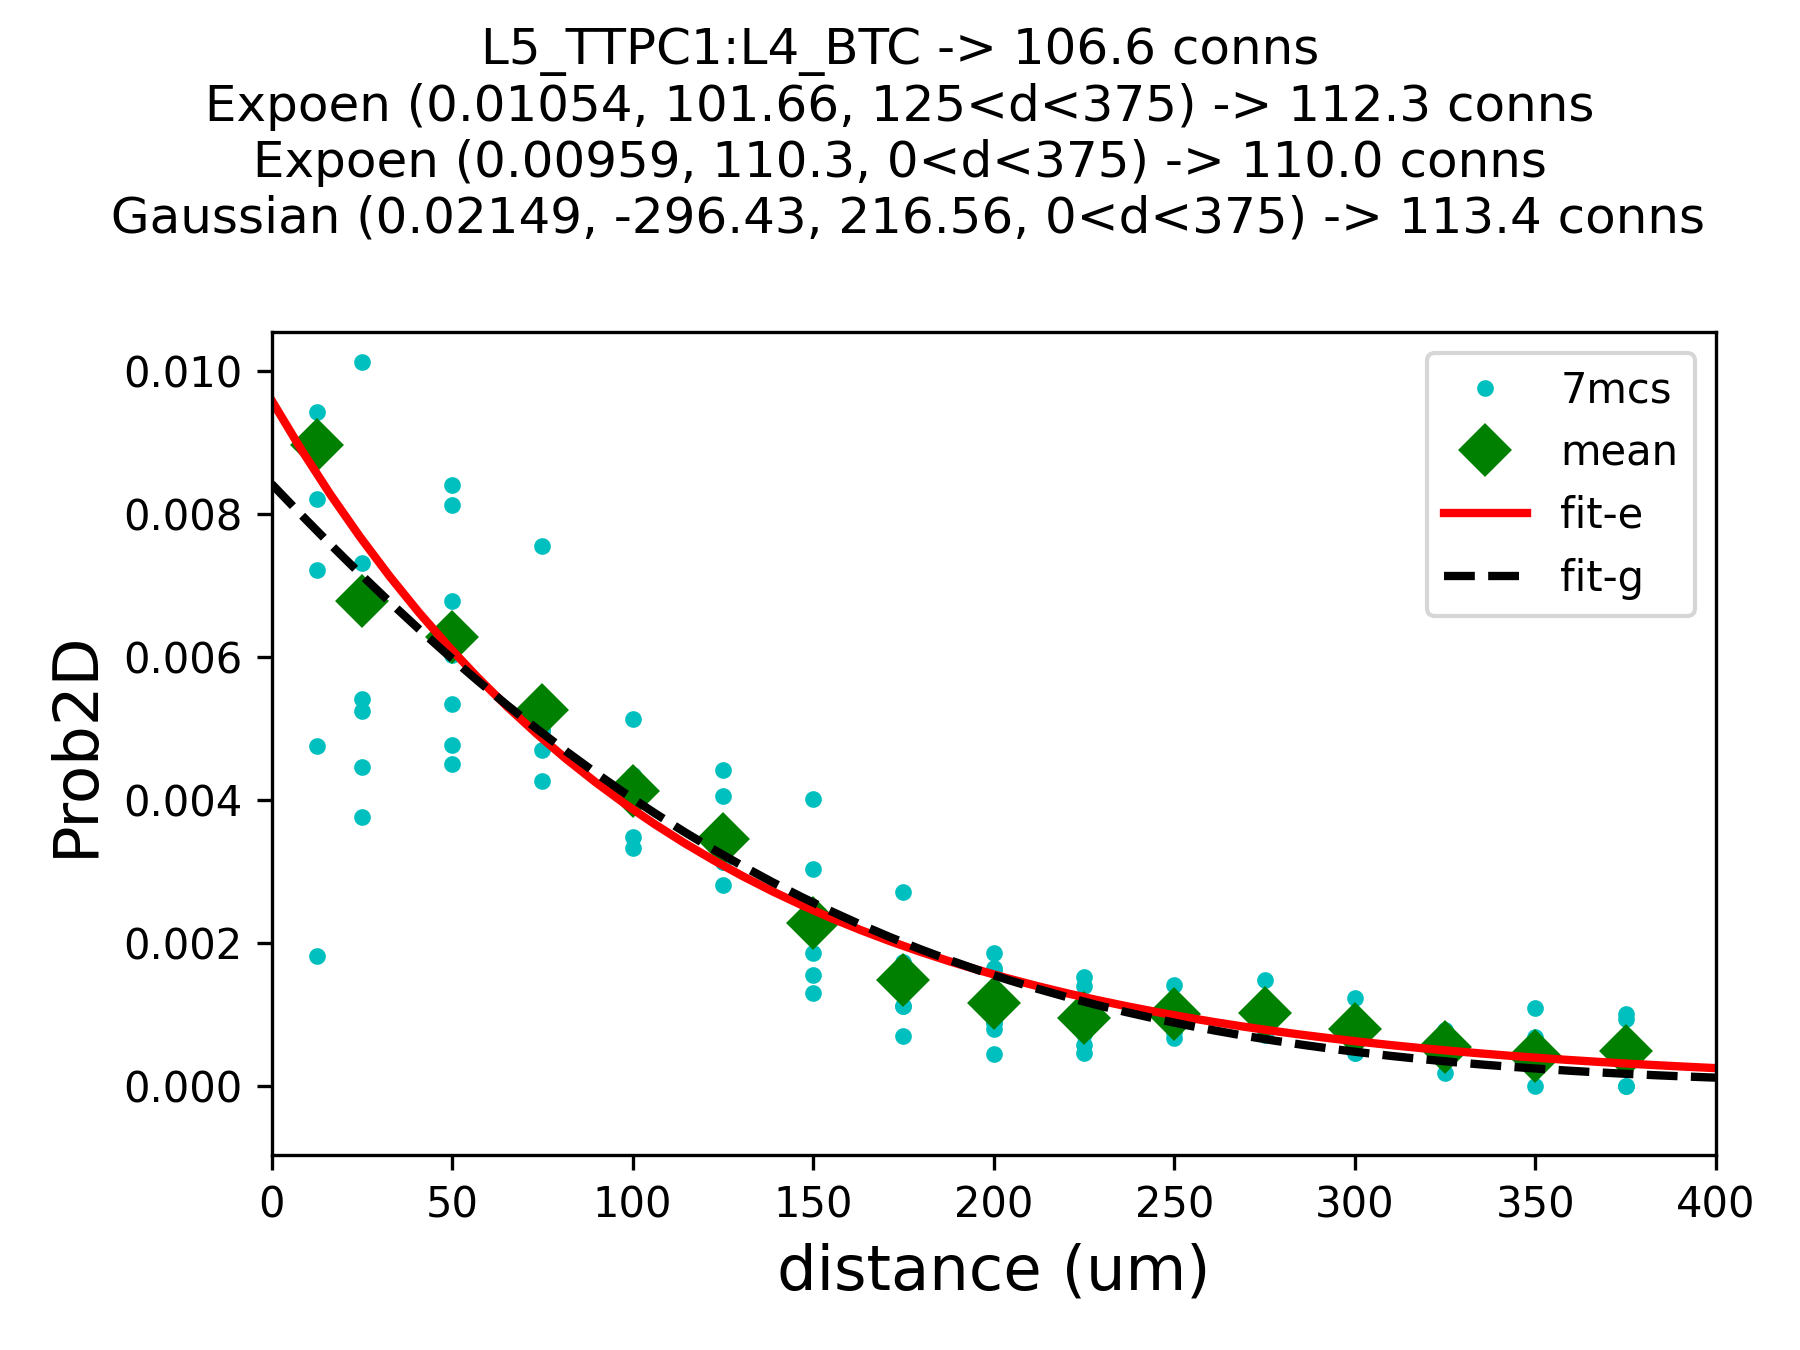 L5_TTPC1:L4_BTC -> 106.6 conns
Expoen (0.01054, 101.66, 125<d<375) -> 112.3 conns
Expoen (0.00959, 110.3, 0<d<375) -> 110.0 conns
Gaussian (0.02149, -296.43, 216.56, 0<d<375) -> 113.4 conns
7mcs
mean
fit-e
fit-g
Prob2D
0.010
0.008
0.006
0.004
0.002
0.000
0 50 100 150 200 250 300 350 400
distance (um)